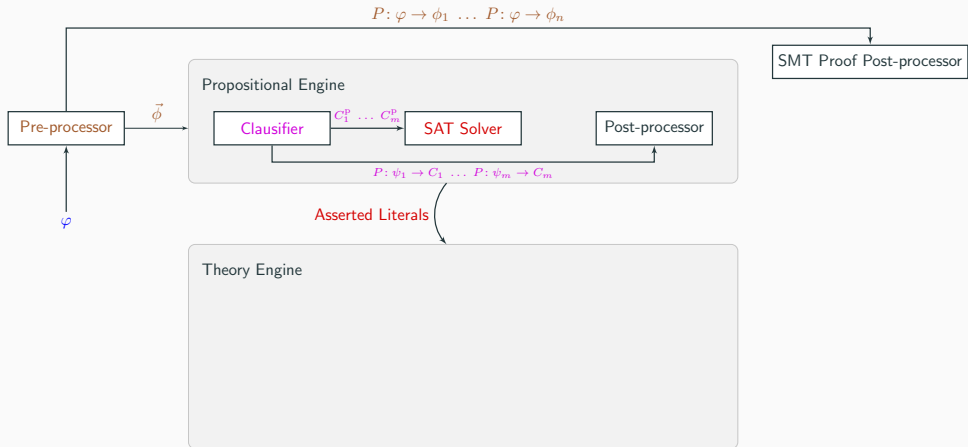 P : φ → ϕ₁ … P : φ → ϕₙ
SMT Proof Post-processor
Propositional Engine
Pre-processor
ϕ⃗
Clausifier
C₁ᵖ … Cₘᵖ
SAT Solver
Post-processor
P : ψ₁ → C₁ … P : ψₘ → Cₘ
φ
Asserted Literals
Theory Engine